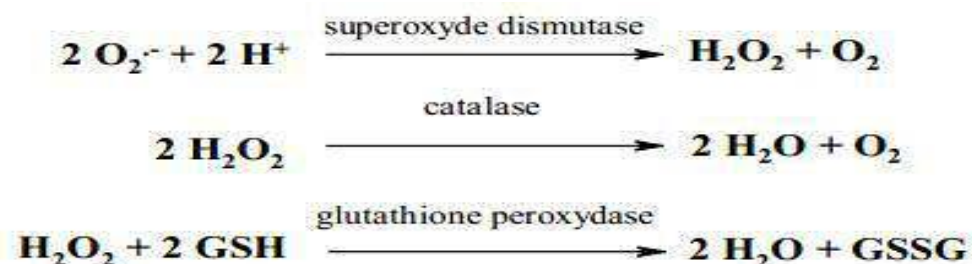 superoxyde dismutase
2 O₂·- + 2 H⁺ → H₂O₂ + O₂
catalase
2 H₂O₂ → 2 H₂O + O₂
glutathione peroxydase
H₂O₂ + 2 GSH → 2 H₂O + GSSG